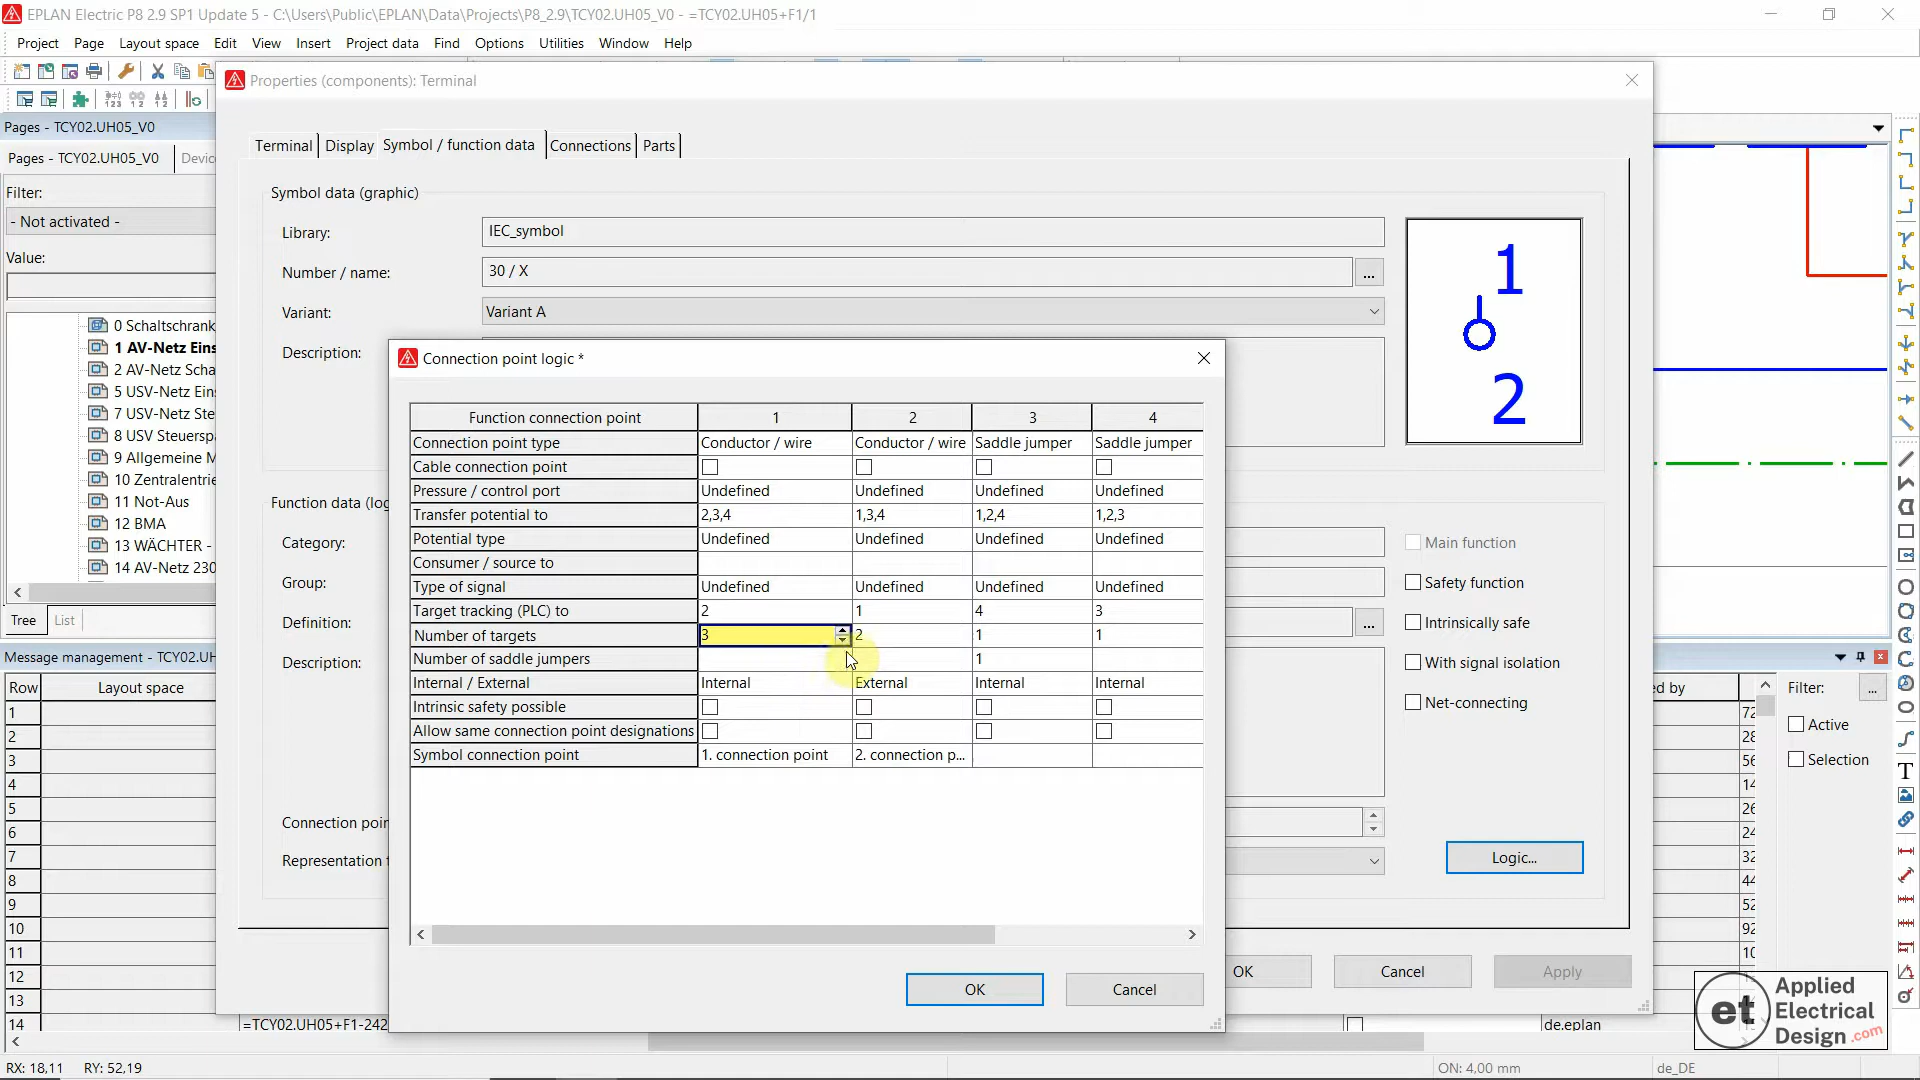 EPLAN Electric P8 2.9 SP1 Update 5 - C:\Users\Public\EPLAN\Data\Projects\P8_2.9\TCY02.UH05_V0 - =TCY02.UH05+F1/1
Project Page Layout space Edit View Insert Project data Find Options Utilities Window Help
Properties (components): Terminal
Pages - TCY02.UH05_V0
Pages - TCY02.UH05_V0
Filter:
- Not activated -
Value:
0 Schaltschrank
1 AV-Netz Eins
2 AV-Netz Scha
5 USV-Netz Eins
7 USV-Netz Ste
8 USV Steuerspa
9 Allgemeine M
10 Zentralentrie
11 Not-Aus
12 BMA
13 WÄCHTER -
14 AV-Netz 230
Tree List
Terminal Display Symbol / function data Connections Parts
Symbol data (graphic)
Library: IEC_symbol
Number / name: 30 / X ...
Variant: Variant A
Description:
1
2
Category:
Group:
Definition: ...
Description:
Main function
Safety function
Intrinsically safe
With signal isolation
Net-connecting
Logic...
OK Cancel Apply
Connection point logic *
Function connection point 1 2 3 4
Connection point type Conductor / wire Conductor / wire Saddle jumper Saddle jumper
Cable connection point
Pressure / control port Undefined Undefined Undefined Undefined
Transfer potential to 2,3,4 1,3,4 1,2,4 1,2,3
Potential type Undefined Undefined Undefined Undefined
Consumer / source to
Type of signal Undefined Undefined Undefined Undefined
Target tracking (PLC) to 2 1 4 3
Number of targets 3 2 1 1
Number of saddle jumpers 1
Internal / External Internal External Internal Internal
Intrinsic safety possible
Allow same connection point designations
Symbol connection point 1. connection point 2. connection p...
OK Cancel
Message management - TCY02.UH
Row Layout space
1
2
3
4
5
6
7
8
9
10
11
12
13
14
=TCY02.UH05+F1-242
de.eplan
Filter: ...
Active
Selection
et Applied
Electrical
Design.com
RX: 18,11 RY: 52,19
ON: 4,00 mm
de_DE